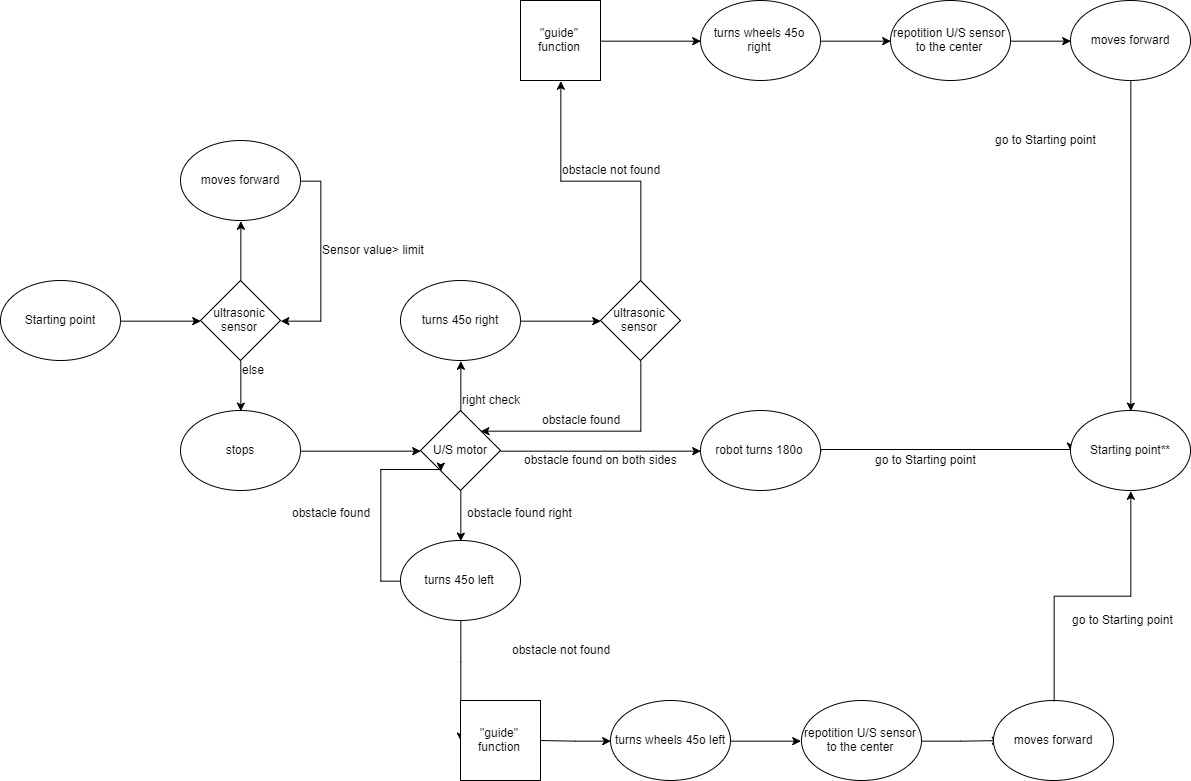 "guide"
function
turns wheels 45o
right
repotition U/S sensor
to the center
moves forward
go to Starting point
obstacle not found
moves forward
Sensor value> limit
Starting point
ultrasonic
sensor
turns 45o right
ultrasonic
sensor
else
right check
obstacle found
stops
U/S motor
obstacle found on both sides
robot turns 180o
go to Starting point
Starting point**
obstacle found
obstacle found right
turns 45o left
go to Starting point
obstacle not found
"guide"
function
turns wheels 45o left
repotition U/S sensor
to the center
moves forward